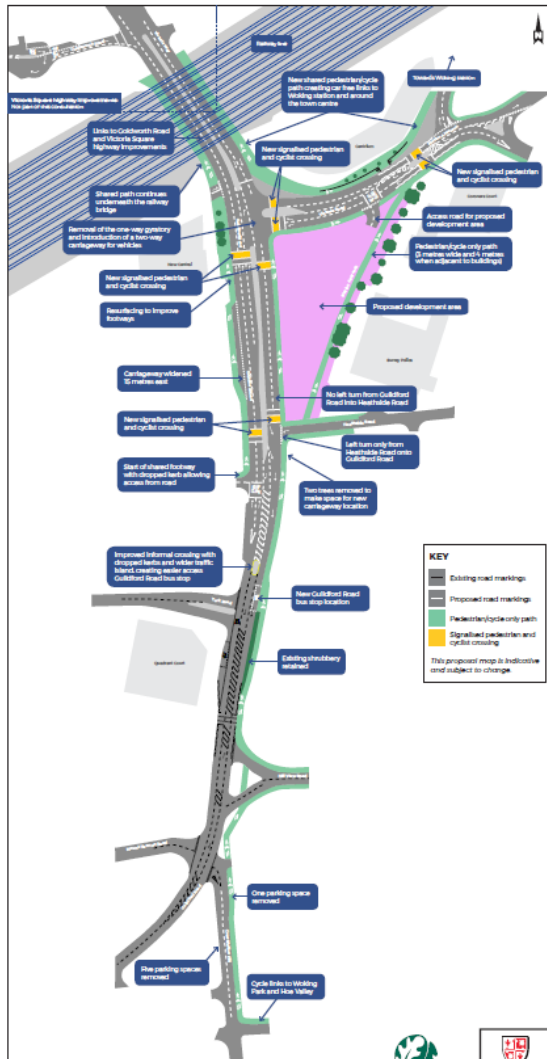 Railway line
New shared pedestrian/cycle
path creating car free links to
Woking station and around
the town centre
Towards Woking station
Victoria Square highway improvements
Not part of this consultation
Links to Goldsworth Road
and Victoria Square
highway improvements
New signalised pedestrian
and cyclist crossing
New signalised pedestrian
and cyclist crossing
Shared path continues
underneath the railway
bridge
Access road for proposed
development area
Removal of the one-way gyratory
and introduction of a two-way
carriageway for vehicles
Pedestrian/cycle only path
(3 metres wide and 4 metres
when adjacent to buildings)
New signalised pedestrian
and cyclist crossing
Proposed development area
Resurfacing to improve
footways
Carriageway widened
15 metres east
No left turn from Guildford
Road into Heathside Road
New signalised pedestrian
and cyclist crossing
Left turn only from
Heathside Road onto
Guildford Road
Start of shared footway
with dropped kerb allowing
access from road
Two trees removed to
make space for new
carriageway location
Improved informal crossing with
dropped kerbs and wider traffic
island, creating easier access
Guildford Road bus stop
New Guildford Road
bus stop location
Quadrant Court
Existing shrubbery
retained
KEY
Existing road markings
Proposed road markings
Pedestrian/cycle only path
Signalised pedestrian and
cyclist crossing
This proposal map is indicative
and subject to change.
One parking space
removed
Five parking spaces
removed
Cycle links to Woking
Park and Hoe Valley